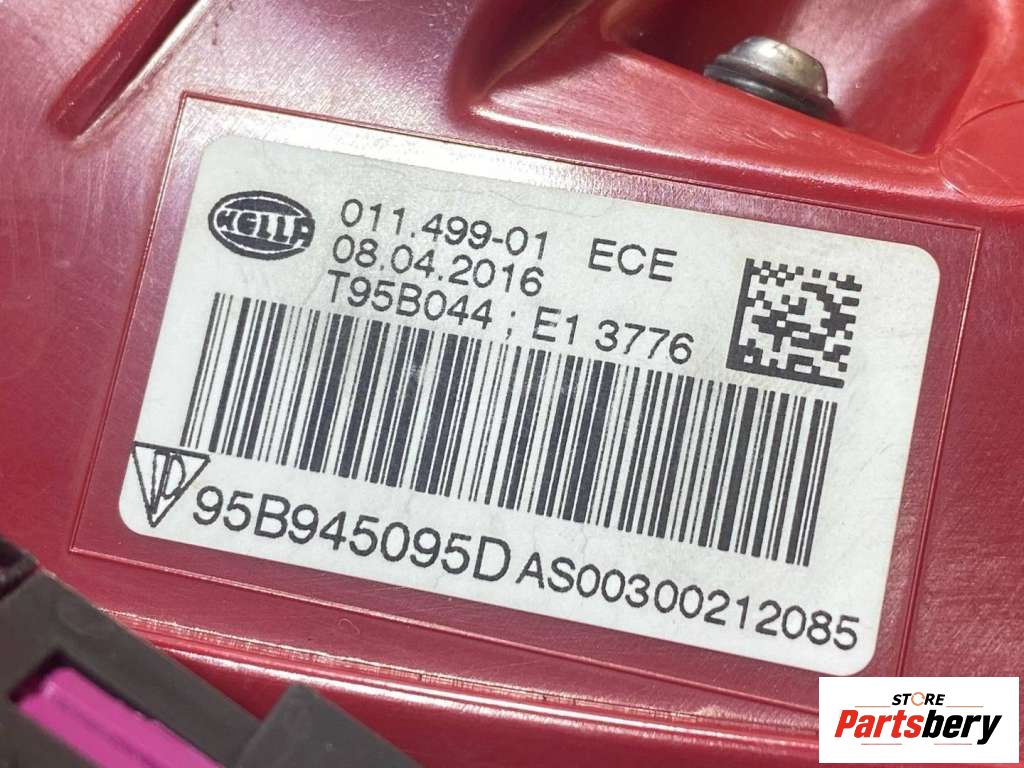 HELLA
011.499-01 ECE
08.04.2016
T95B044 ; E1 3776
95B945095D AS00300212085
STORE
Partsbery